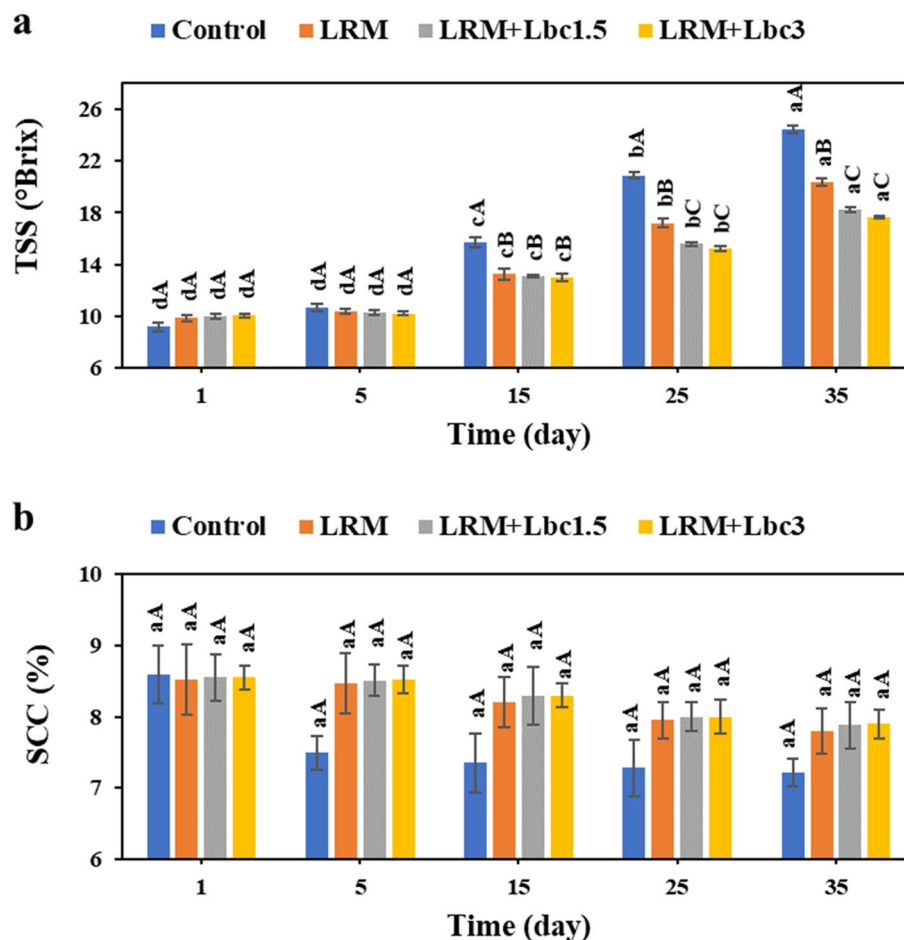 a
Control LRM LRM+Lbc1.5 LRM+Lbc3
TSS (°Brix)
26
22
18
14
10
6
dA dA dA dA
dA dA dA dA
cA cB cB cB
bA bB bC bC
aA aB aC aC
1 5 15 25 35
Time (day)
b
Control LRM LRM+Lbc1.5 LRM+Lbc3
SCC (%)
10
9
8
7
6
aA aA aA aA
aA aA aA aA
aA aA aA aA
aA aA aA aA
aA aA aA aA
1 5 15 25 35
Time (day)